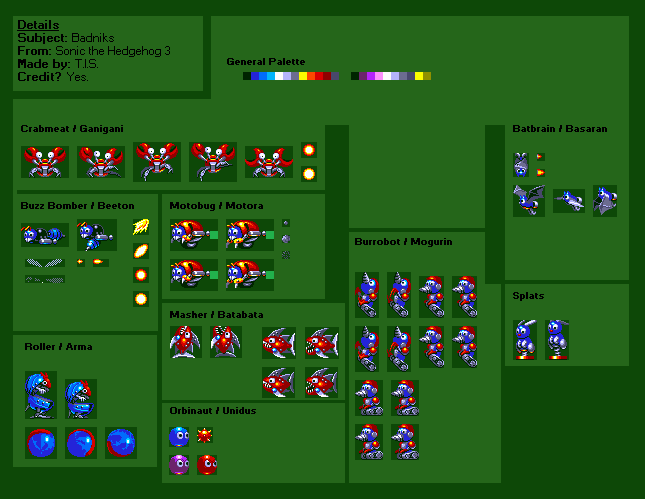 Details
Subject: Badniks
From: Sonic the Hedgehog 3
Made by: T.I.S.
Credit? Yes.
General Palette
Crabmeat / Ganigani
Batbrain / Basaran
Buzz Bomber / Beeton
Motobug / Motora
Burrobot / Mogurin
Splats
Masher / Batabata
Roller / Arma
Orbinaut / Unidus